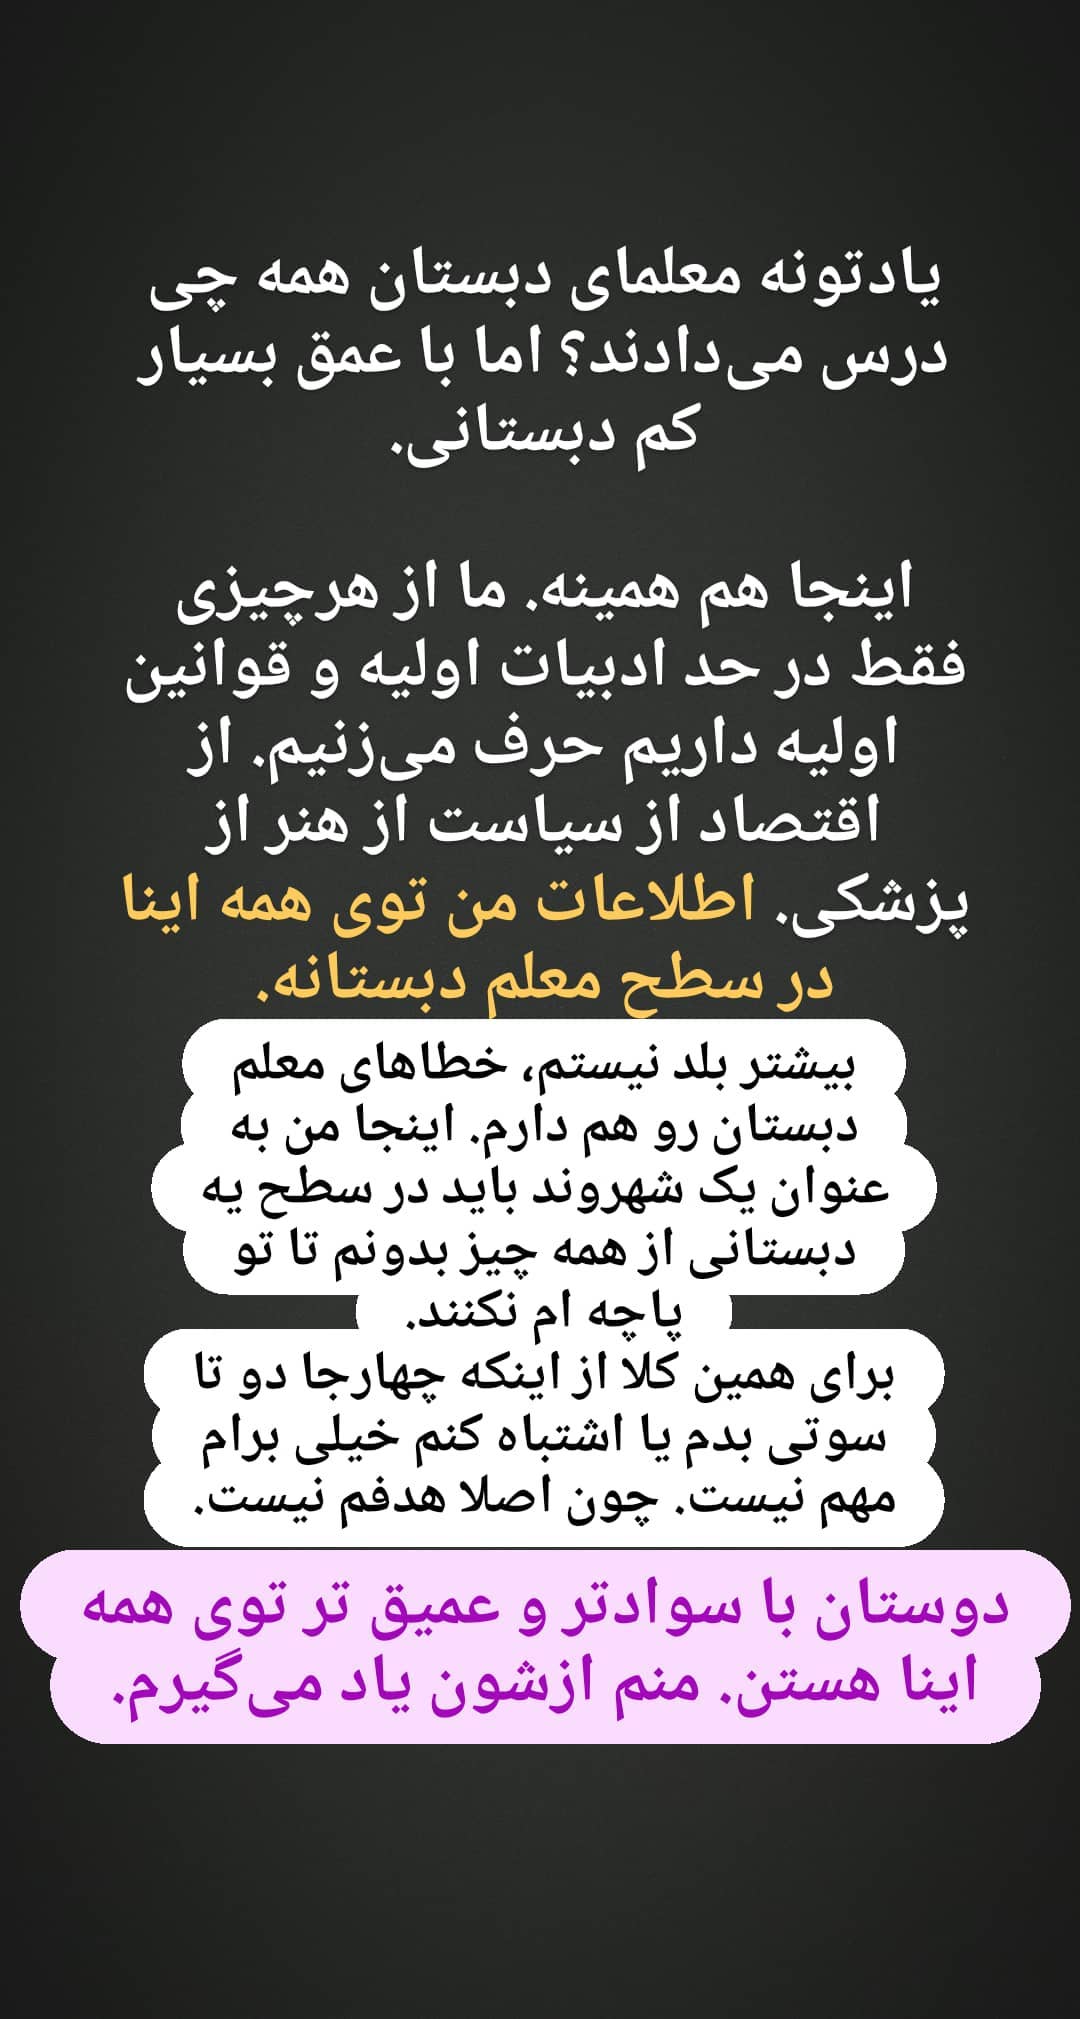 یادتونه معلمای دبستان همه چی
درس می‌دادند؟ اما با عمق بسیار
کم دبستانی.
اینجا هم همینه. ما از هرچیزی
فقط در حد ادبیات اولیه و قوانین
اولیه داریم حرف می‌زنیم. از
اقتصاد از سیاست از هنر از
پزشکی. اطلاعات من توی همه اینا
در سطح معلم دبستانه.
بیشتر بلد نیستم، خطاهای معلم
دبستان رو هم دارم. اینجا من به
عنوان یک شهروند باید در سطح یه
دبستانی از همه چیز بدونم تا تو
پاچه ام نکنند.
برای همین کلا از اینکه چهارجا دو تا
سوتی بدم یا اشتباه کنم خیلی برام
مهم نیست. چون اصلا هدفم نیست.
دوستان با سوادتر و عمیق تر توی همه
اینا هستن. منم ازشون یاد می‌گیرم.